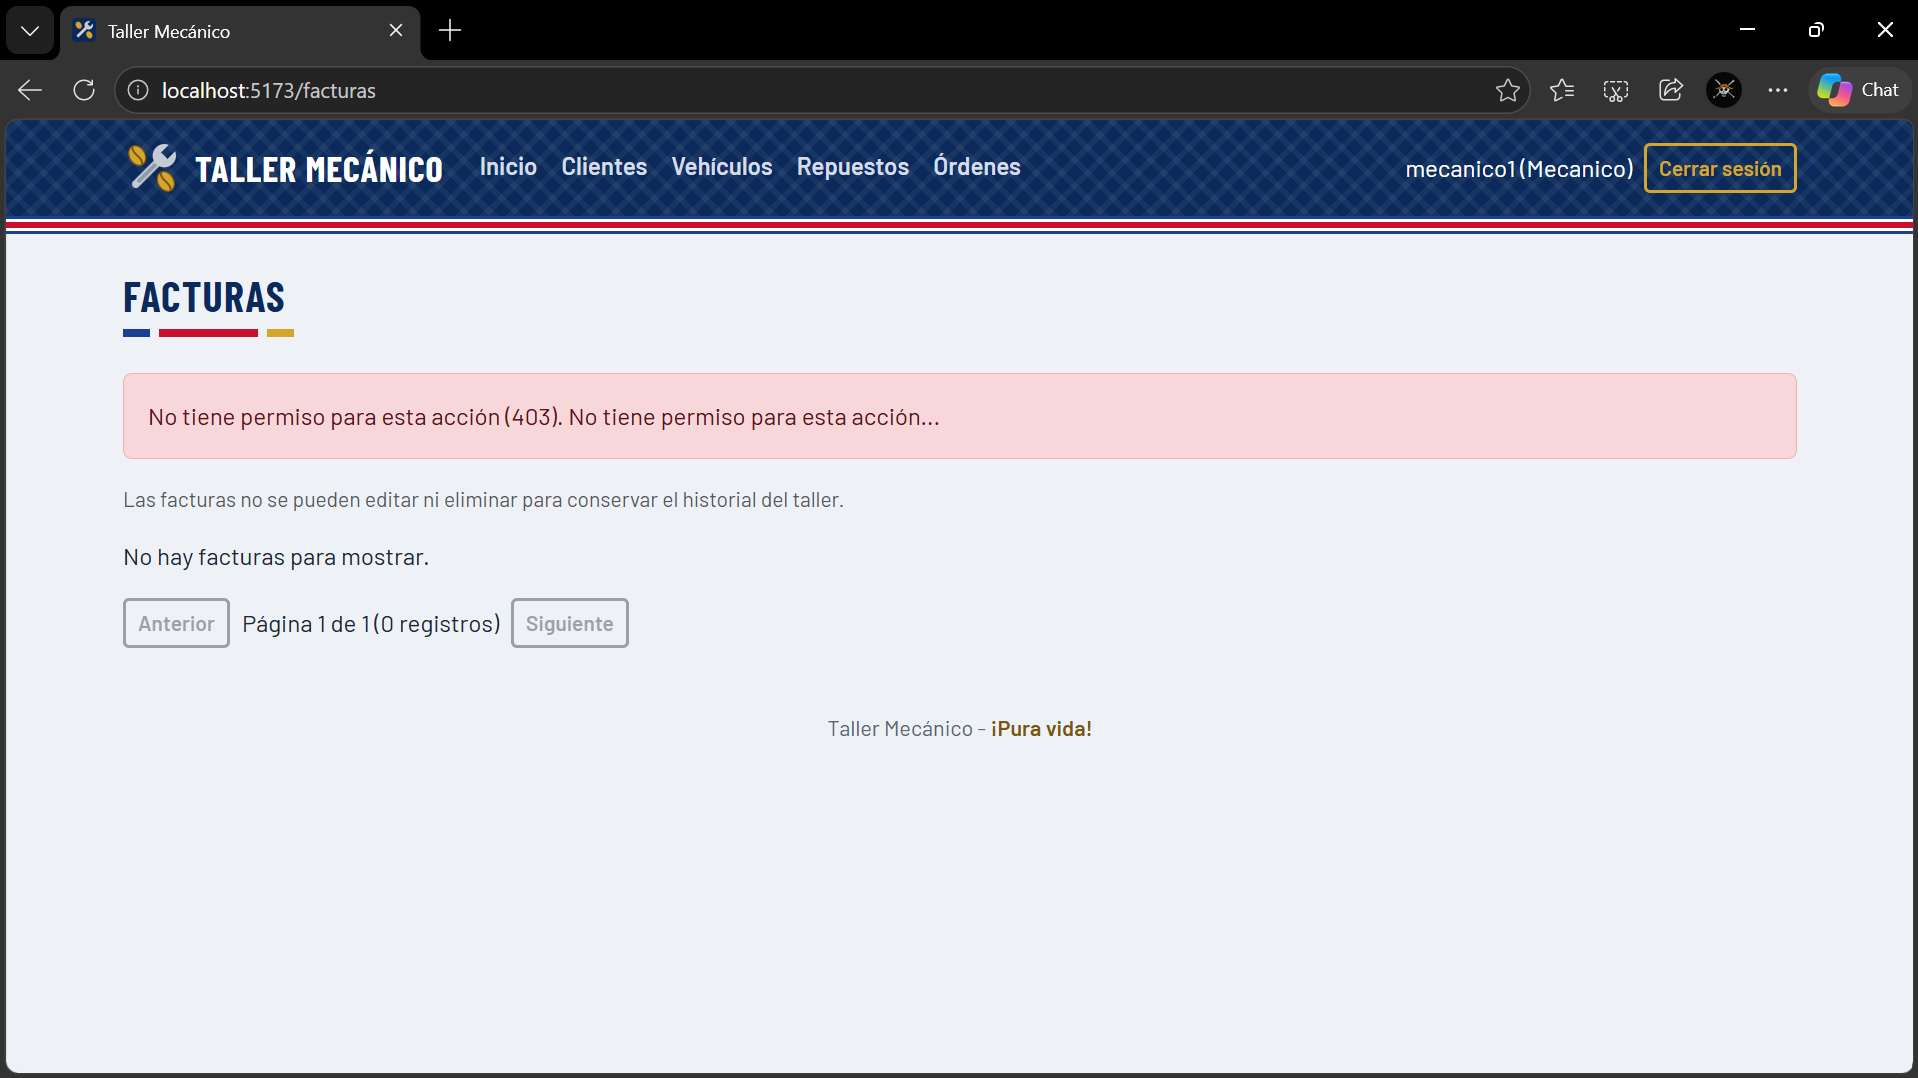 Taller Mecánico
localhost:5173/facturas
Chat
TALLER MECÁNICO Inicio Clientes Vehículos Repuestos Órdenes mecanico1 (Mecanico) Cerrar sesión
FACTURAS
No tiene permiso para esta acción (403). No tiene permiso para esta acción...
Las facturas no se pueden editar ni eliminar para conservar el historial del taller.
No hay facturas para mostrar.
Anterior Página 1 de 1 (0 registros) Siguiente
Taller Mecánico - ¡Pura vida!